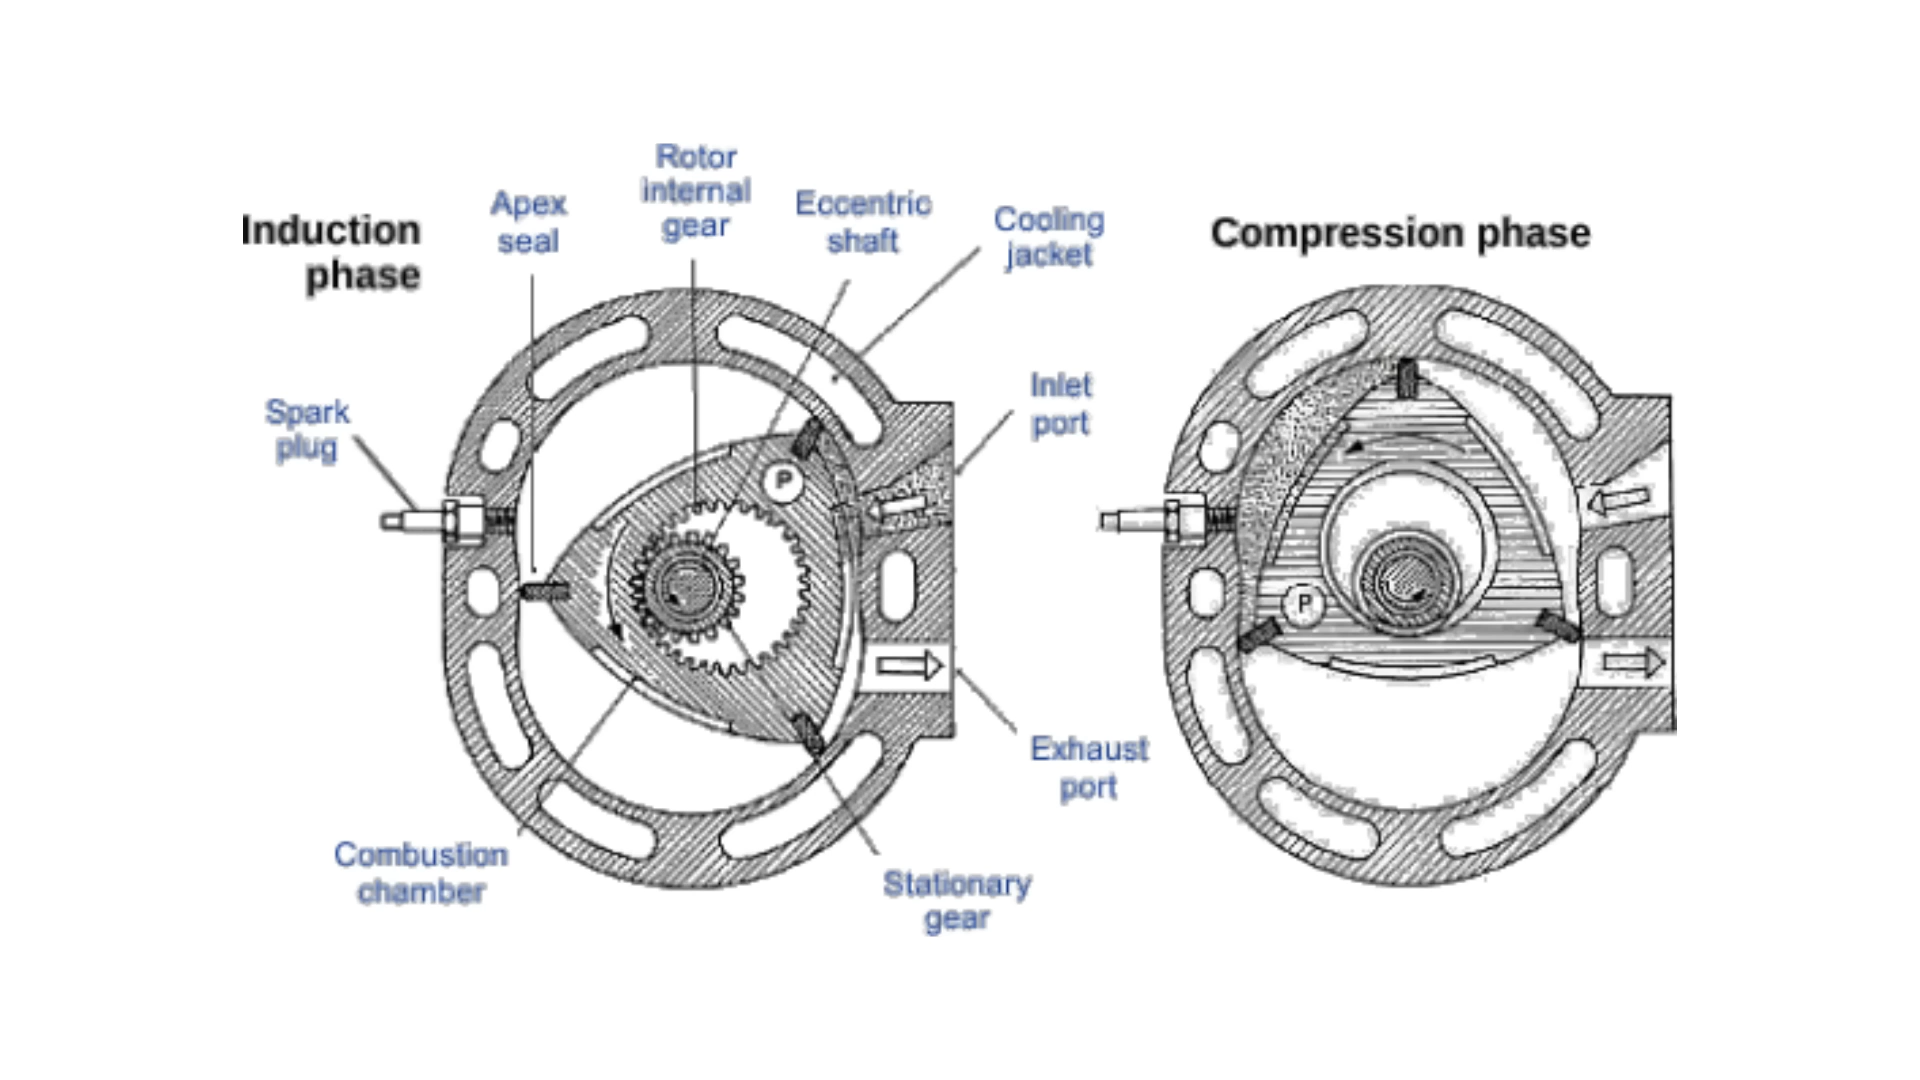 Induction
phase
Apex
seal
Rotor
internal
gear
Eccentric
shaft
Cooling
jacket
Spark
plug
Inlet
port
P
Combustion
chamber
Exhaust
port
Stationary
gear
Compression phase
P